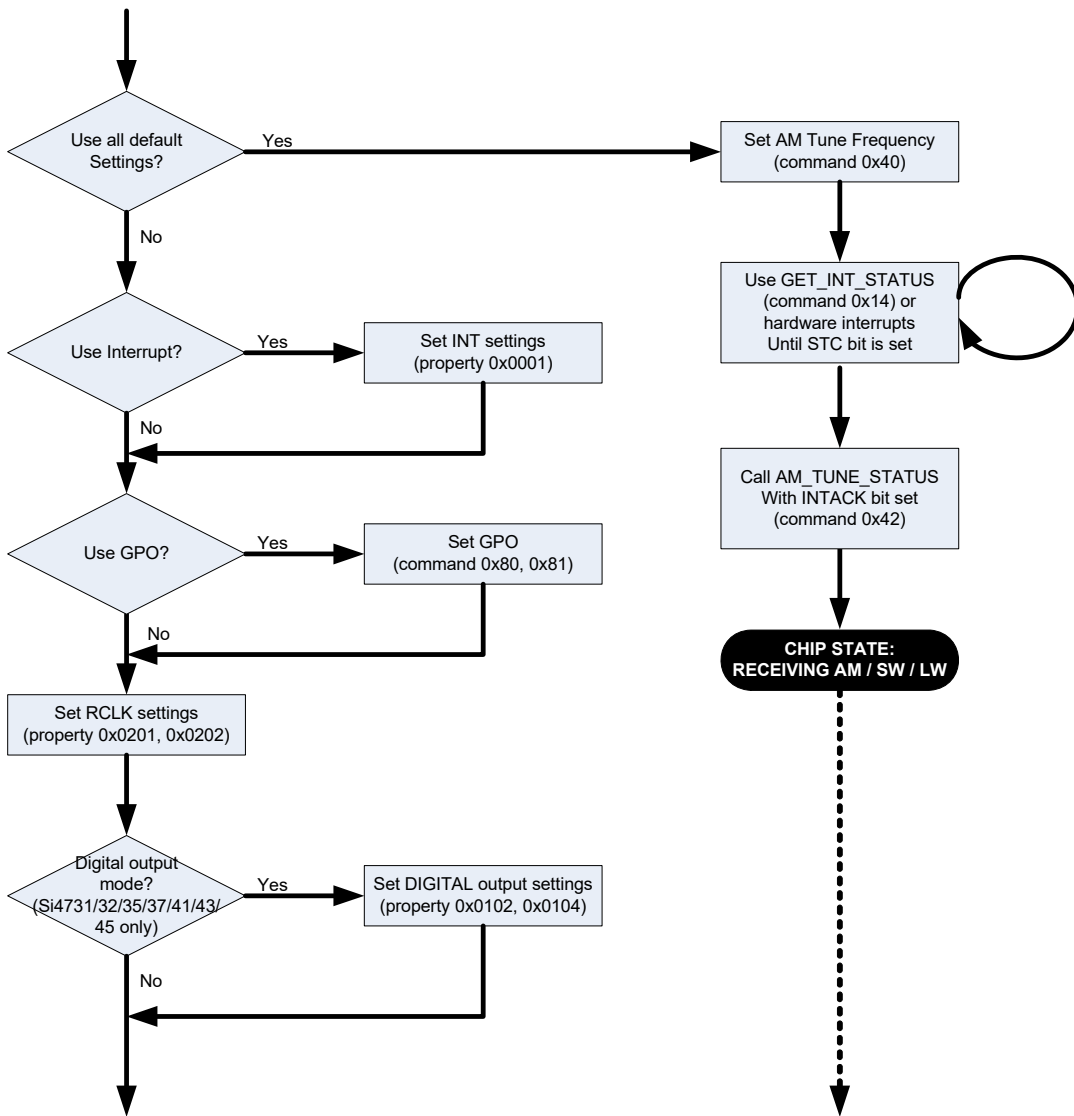 Use all default
Settings?
Yes
Set AM Tune Frequency
(command 0x40)
No
Use GET_INT_STATUS
(command 0x14) or
hardware interrupts
Until STC bit is set
Use Interrupt?
Yes
Set INT settings
(property 0x0001)
No
Call AM_TUNE_STATUS
With INTACK bit set
(command 0x42)
Use GPO?
Yes
Set GPO
(command 0x80, 0x81)
No
CHIP STATE:
RECEIVING AM / SW / LW
Set RCLK settings
(property 0x0201, 0x0202)
Digital output
mode?
(Si4731/32/35/37/41/43/
45 only)
Yes
Set DIGITAL output settings
(property 0x0102, 0x0104)
No